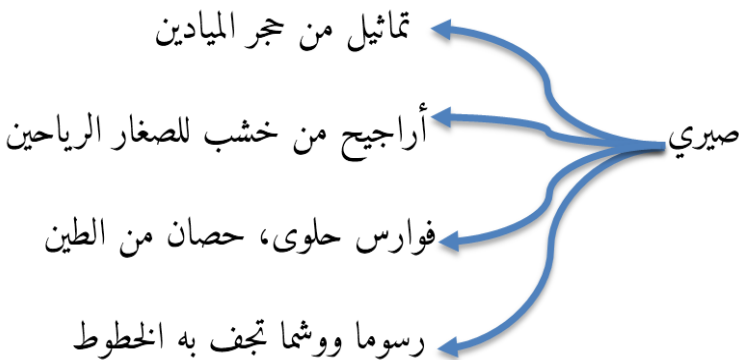 تماثيل من حجر الميادين
صيري
أراجيح من خشب للصغار الرياحين
فوارس حلوى، حصان من الطين
رسوما ووشما تجف به الخطوط